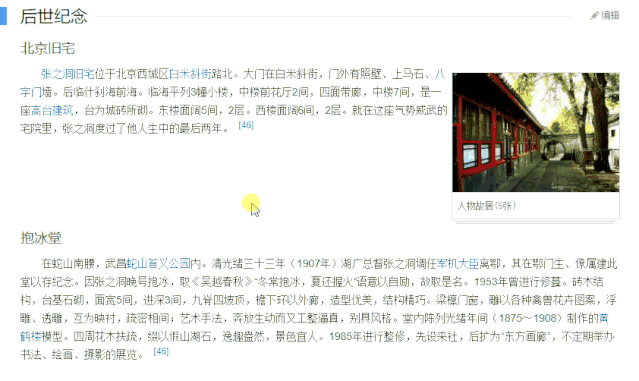 后世纪念
编辑
北京旧宅
张之洞旧宅位于北京西城区白米斜街路北。大门在白米斜街，门外有照壁、上马石、八
字门墙。后临什刹海前海。临海平列3幢小楼，中楼前花厅2间，四面带廊，中楼7间，是一
座高台建筑，台为城砖所砌。东楼面阔5间，2层。西楼面阔6间，2层。就在这座气势威武的
宅院里，张之洞度过了他人生中的最后两年。 [46]
人物故居(5张)
抱冰堂
在蛇山南腰，武昌蛇山首义公园内。清光绪三十三年（1907年）湖广总督张之洞调任军机大臣离鄂，其在鄂门生、僚属建此
堂以存纪念。因张之洞晚号抱冰，取《吴越春秋》“冬常抱冰，夏还握火”语意以自励，故取是名。1953年曾进行修葺。砖木结
构，台基石砌，面宽5间，进深3间，九脊四坡顶，檐下环以外廊，造型优美，结构精巧。梁檩门窗，雕以各种禽兽花卉图案，浮
雕、透雕，互为映衬，疏密相间；艺术手法，奔放生动而又工整逼真，别具风格。堂内陈列光绪年间（1875～1908）制作的黄
鹤楼模型。四周花木扶疏，缀以假山湖石，逸趣盎然，景色宜人。1985年进行整修，先设来社，后扩为“东方画廊”，不定期举办
书法、绘画、摄影的展览。 [46]